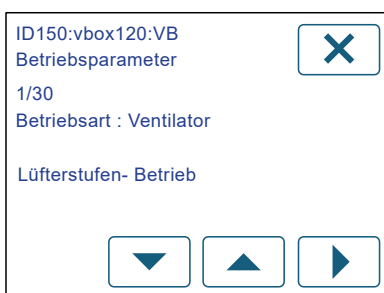 ID150:vbox120:VB
Betriebsparameter
1/30
Betriebsart : Ventilator
Lüfterstufen- Betrieb